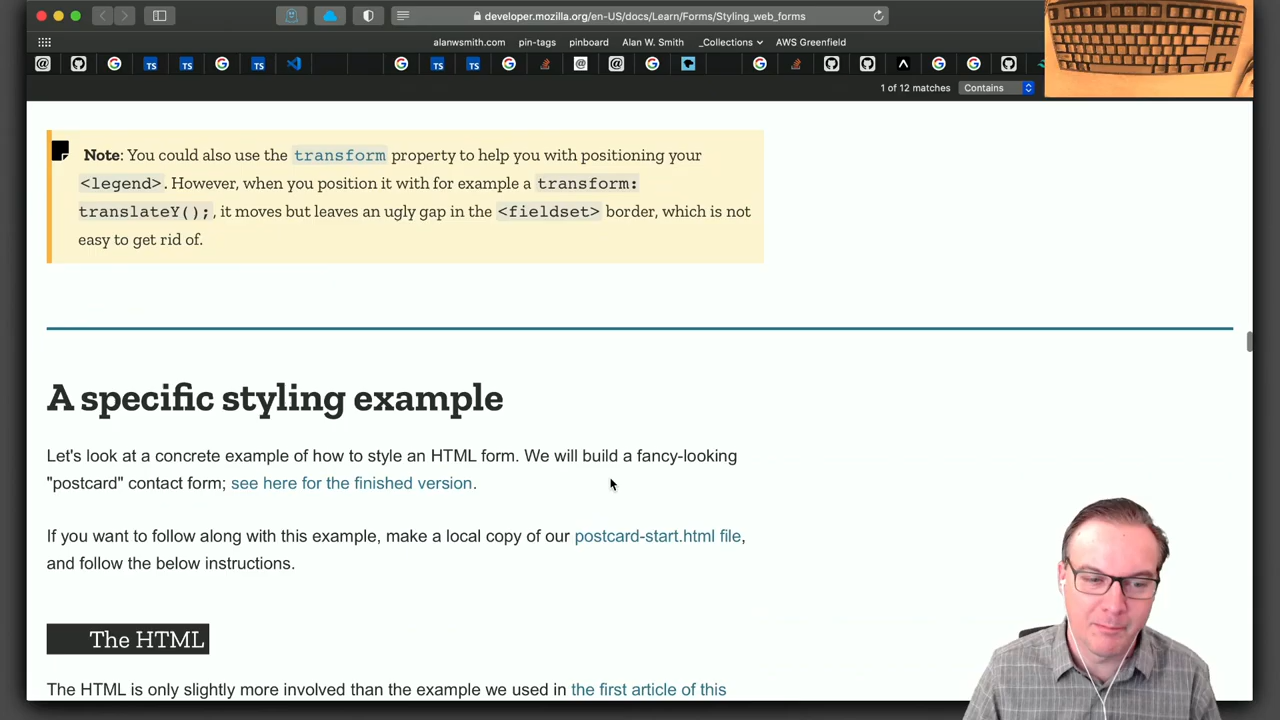 developer.mozilla.org/en-US/docs/Learn/Forms/Styling_web_forms
alanwsmith.com pin-tags pinboard Alan W. Smith _Collections AWS Greenfield
TS TS TS TS TS
1 of 12 matches Contains
Note: You could also use the transform property to help you with positioning your
<legend>. However, when you position it with for example a transform:
translateY();, it moves but leaves an ugly gap in the <fieldset> border, which is not
easy to get rid of.
A specific styling example
Let's look at a concrete example of how to style an HTML form. We will build a fancy-looking
"postcard" contact form; see here for the finished version.
If you want to follow along with this example, make a local copy of our postcard-start.html file,
and follow the below instructions.
The HTML
The HTML is only slightly more involved than the example we used in the first article of this